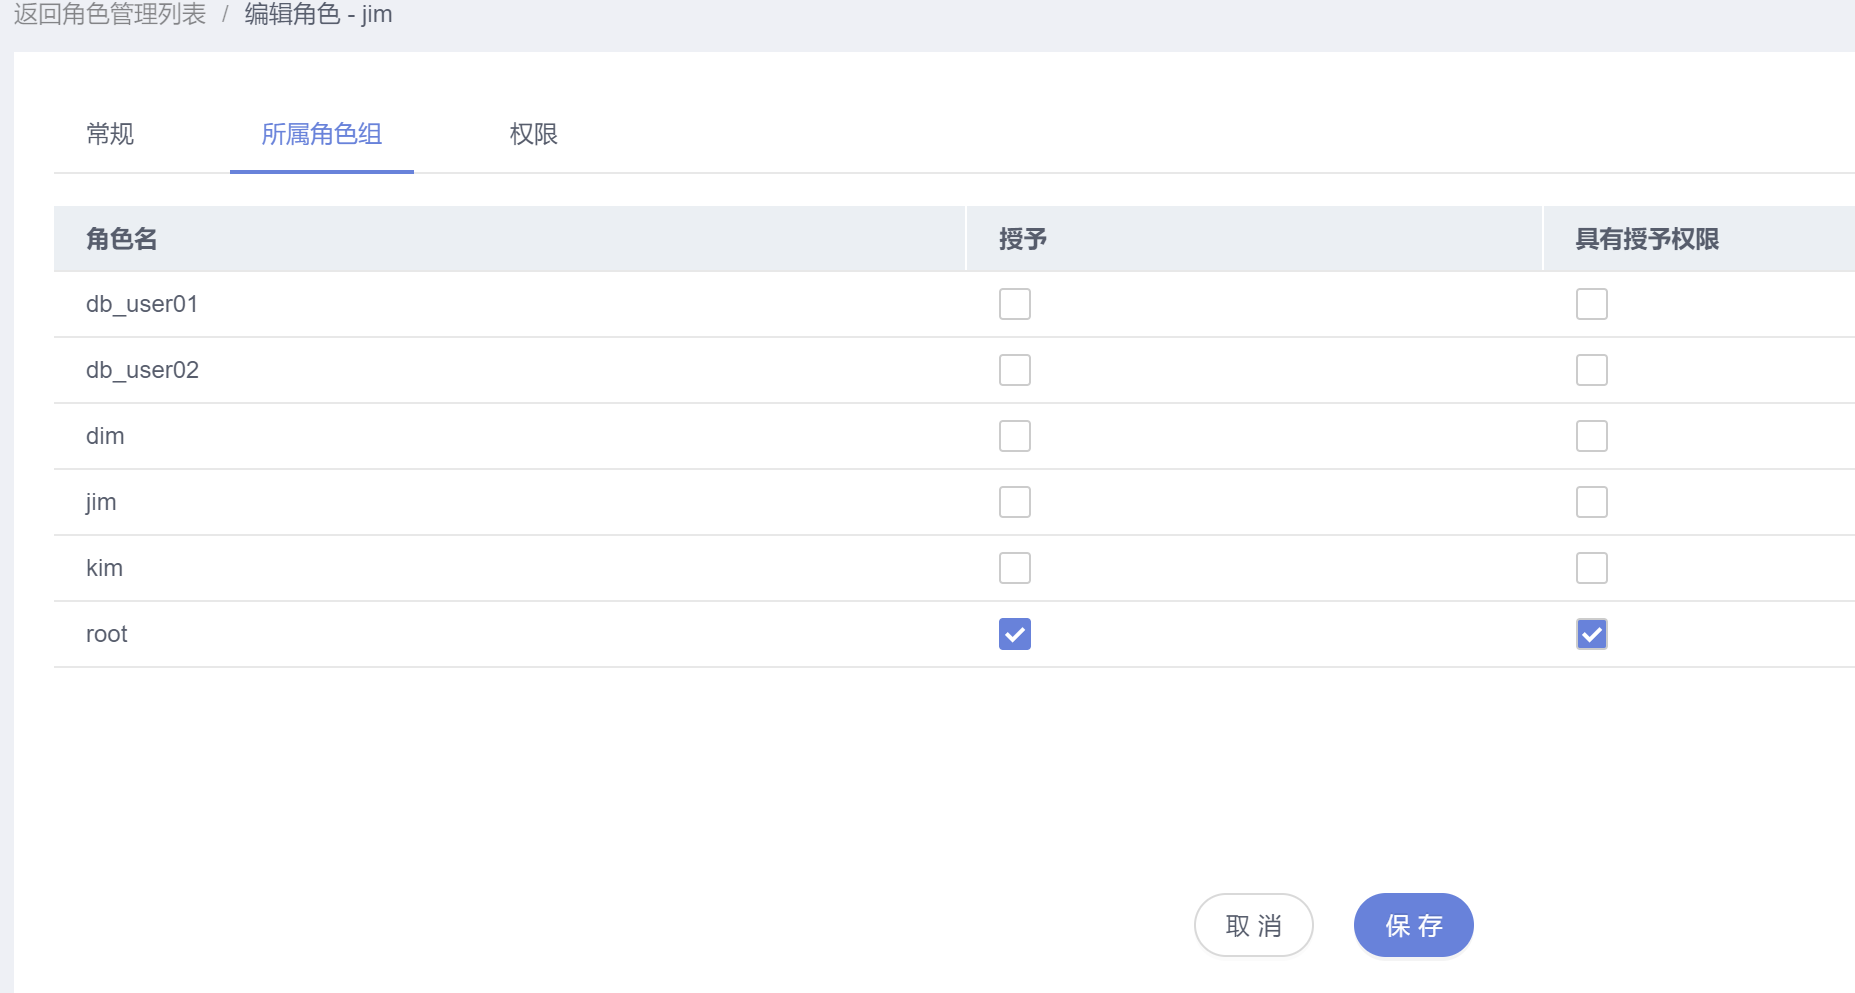 返回角色管理列表 / 编辑角色 - jim
常规 所属角色组 权限
角色名 授予 具有授予权限
db_user01
db_user02
dim
jim
kim
root
取消 保存